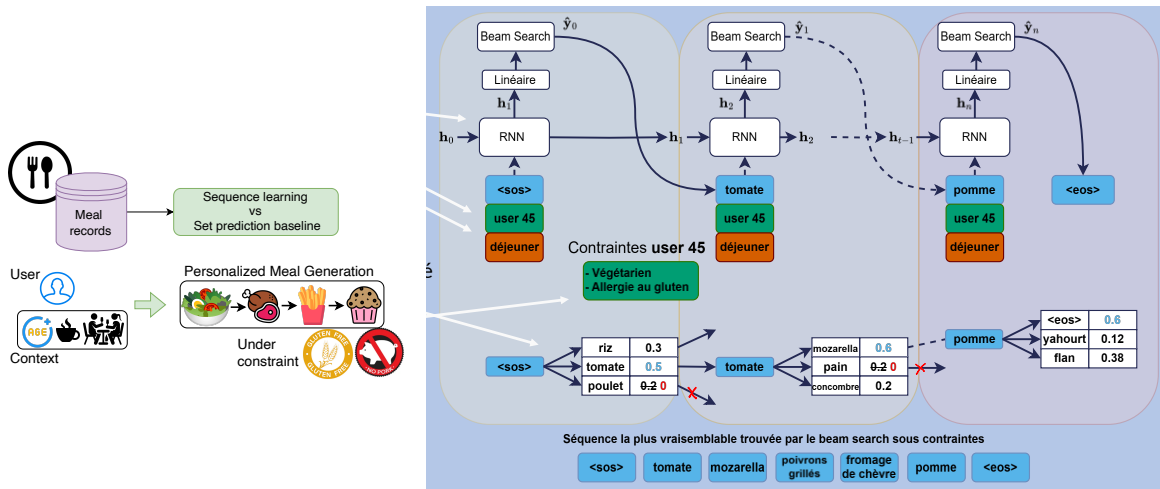 Meal
records
Sequence learning
vs
Set prediction baseline
User
AGE
Context
Personalized Meal Generation
Under
constraint
GLUTEN FREE
GLUTEN FREE
NO PORK
Beam Search
ŷ₀
Linéaire
h₁
h₀
RNN
<sos>
user 45
déjeuner
Beam Search
ŷ₁
Linéaire
h₂
h₁
RNN
h₂
tomate
user 45
déjeuner
Beam Search
ŷₙ
Linéaire
hₙ
hₜ₋₁
RNN
pomme
user 45
déjeuner
<eos>
é
Contraintes user 45
- Végétarien
- Allergie au gluten
<sos>
riz 0.3
tomate 0.5
poulet 0.2 0
tomate
mozarella 0.6
pain 0.2 0
concombre 0.2
pomme
<eos> 0.6
yahourt 0.12
flan 0.38
Séquence la plus vraisemblable trouvée par le beam search sous contraintes
<sos>
tomate
mozarella
poivrons
grillés
fromage
de chèvre
pomme
<eos>